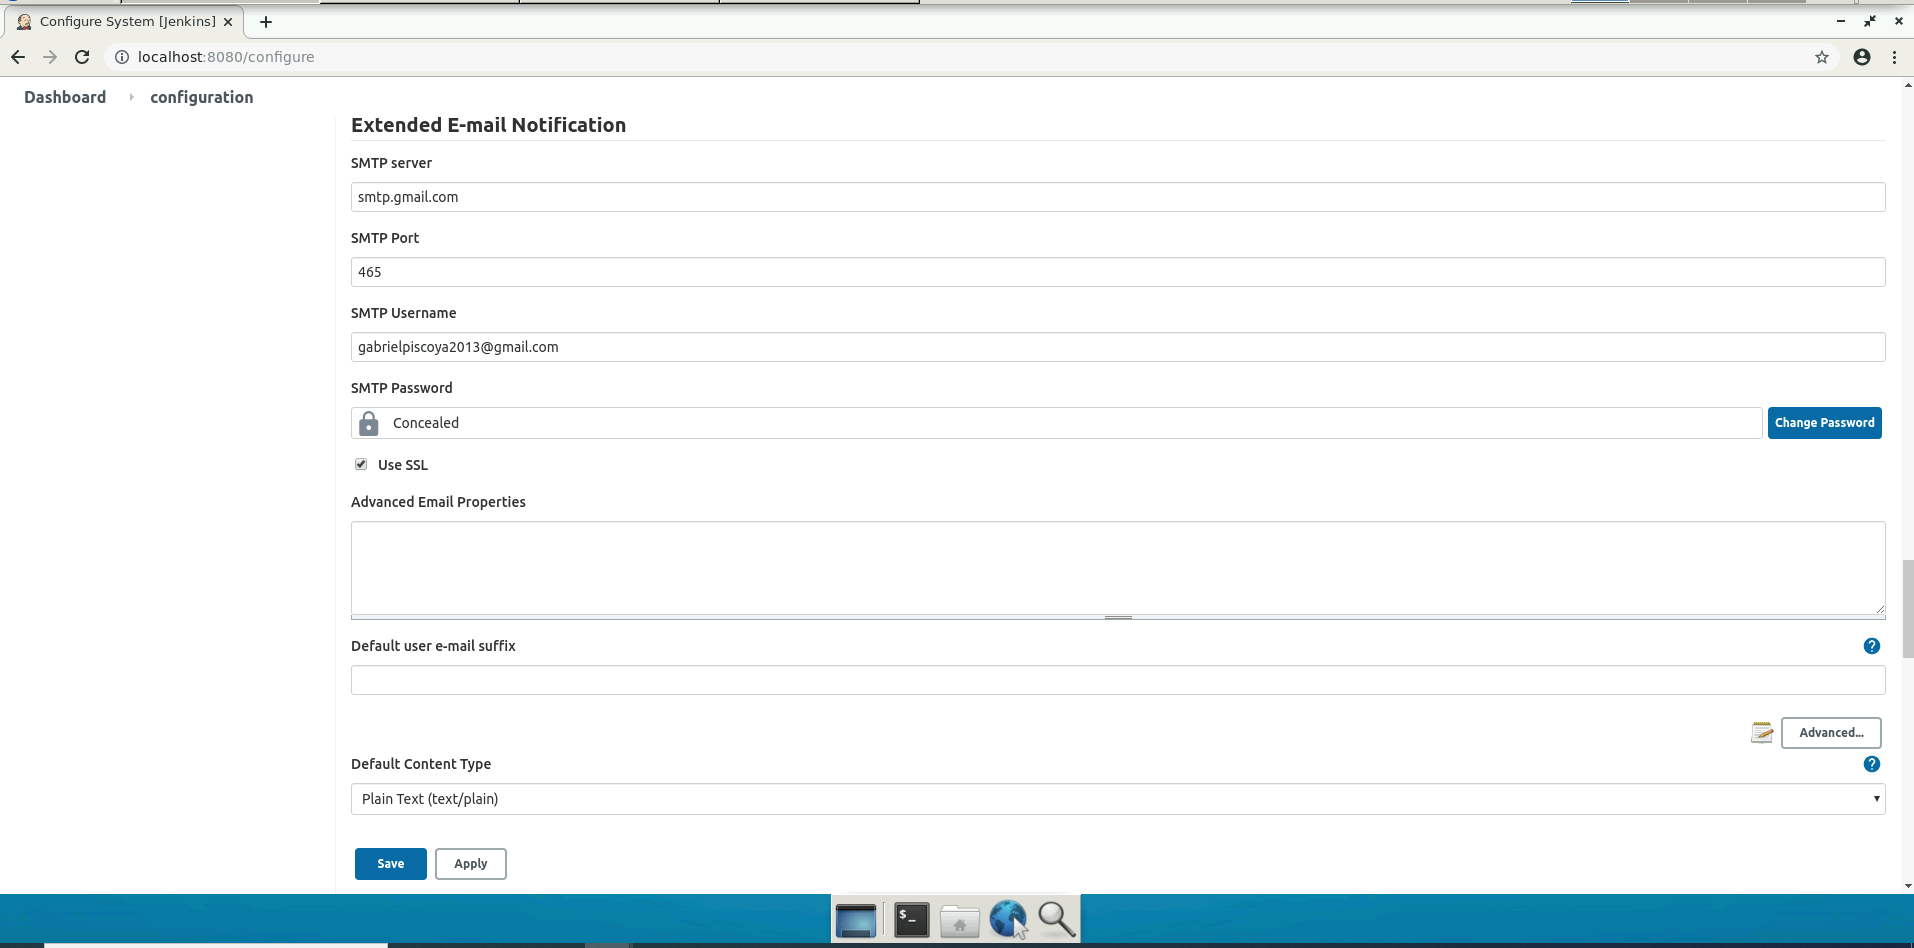 Configure System [Jenkins]
localhost:8080/configure
Dashboard configuration
Extended E-mail Notification
SMTP server
smtp.gmail.com
SMTP Port
465
SMTP Username
gabrielpiscoya2013@gmail.com
SMTP Password
Concealed
Change Password
Use SSL
Advanced Email Properties
Default user e-mail suffix
?
Advanced...
Default Content Type
?
Plain Text (text/plain)
Save Apply
$_